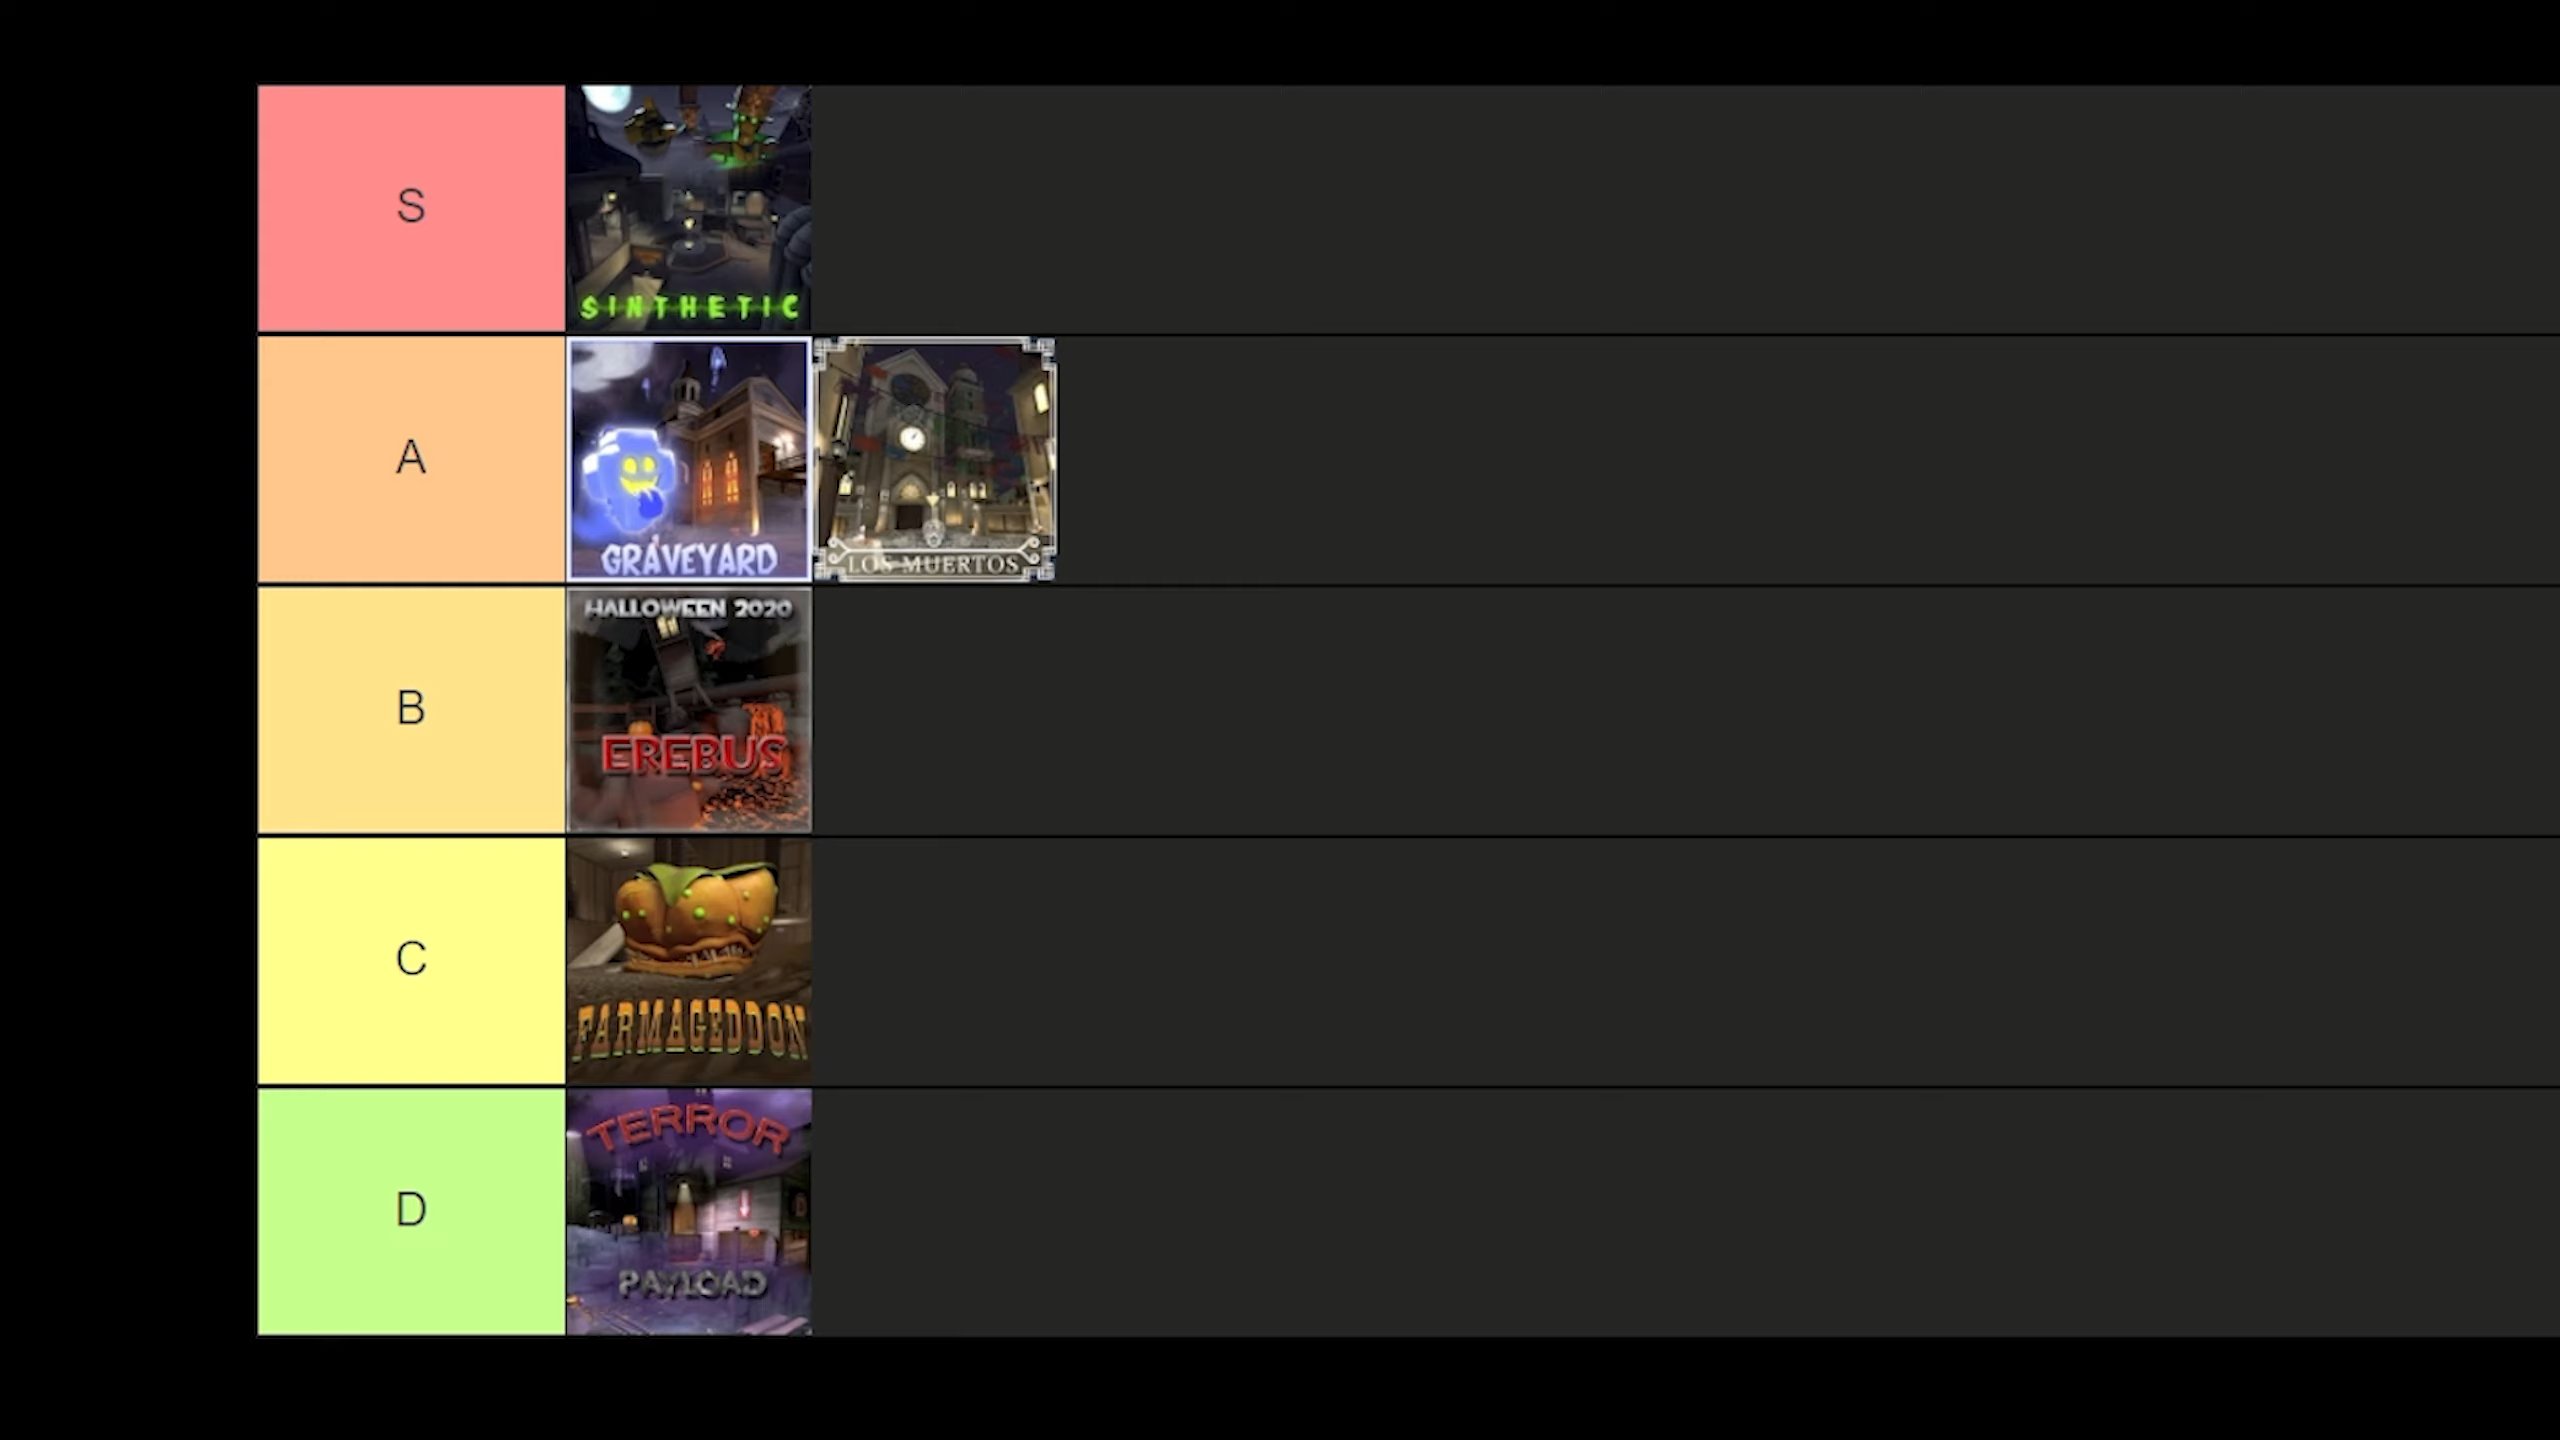 S
SINTHETIC
A
GRAVEYARD
LOS MUERTOS
B
HALLOWEEN 2020
EREBUS
C
FARMAGEDDON
D
TERROR
PAYLOAD